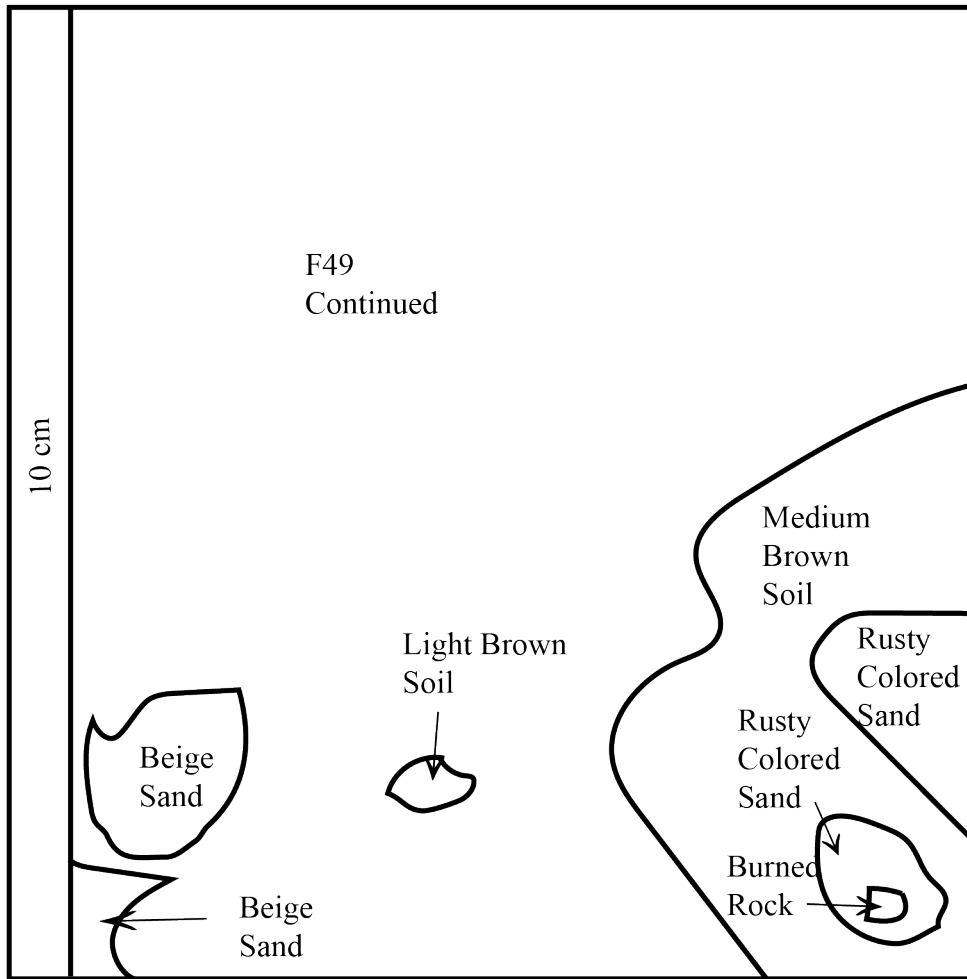 F49
Continued
10 cm
Medium
Brown
Soil
Light Brown
Soil
Rusty
Colored
Sand
Rusty
Colored
Sand
Beige
Sand
Burned
Rock
Beige
Sand